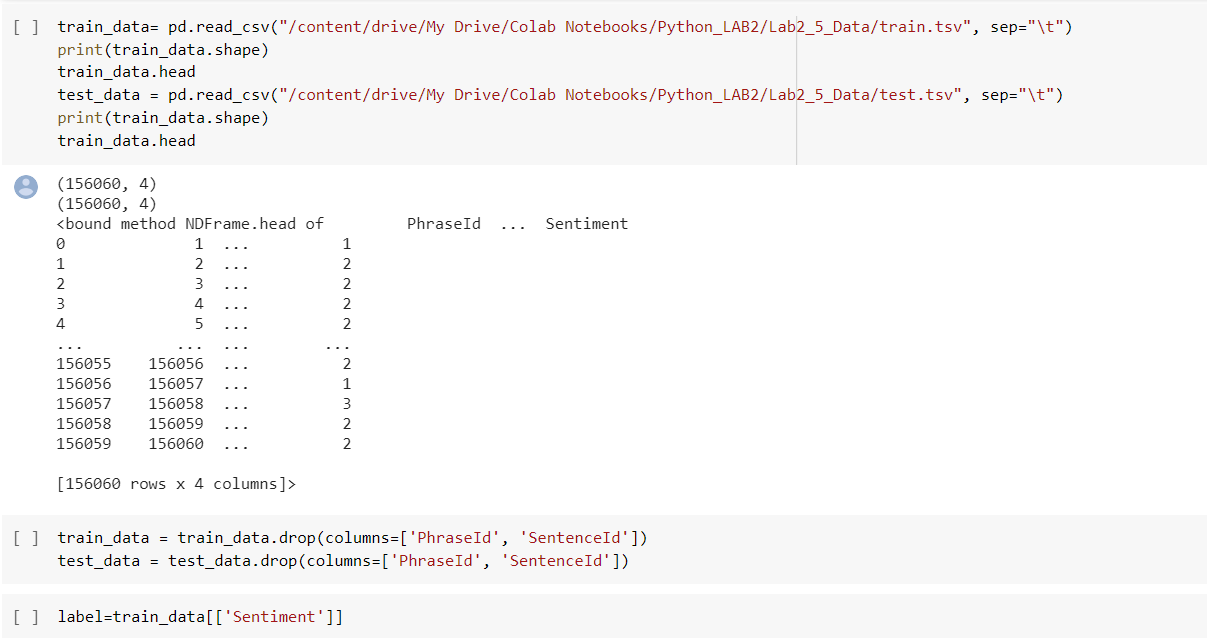 [ ] train_data= pd.read_csv("/content/drive/My Drive/Colab Notebooks/Python_LAB2/Lab2_5_Data/train.tsv", sep="\t")
print(train_data.shape)
train_data.head
test_data = pd.read_csv("/content/drive/My Drive/Colab Notebooks/Python_LAB2/Lab2_5_Data/test.tsv", sep="\t")
print(train_data.shape)
train_data.head
(156060, 4)
(156060, 4)
<bound method NDFrame.head of         PhraseId  ...  Sentiment
0              1  ...          1
1              2  ...          2
2              3  ...          2
3              4  ...          2
4              5  ...          2
...          ...  ...        ...
156055    156056  ...          2
156056    156057  ...          1
156057    156058  ...          3
156058    156059  ...          2
156059    156060  ...          2
[156060 rows x 4 columns]>
[ ] train_data = train_data.drop(columns=['PhraseId', 'SentenceId'])
test_data = test_data.drop(columns=['PhraseId', 'SentenceId'])
[ ] label=train_data[['Sentiment']]